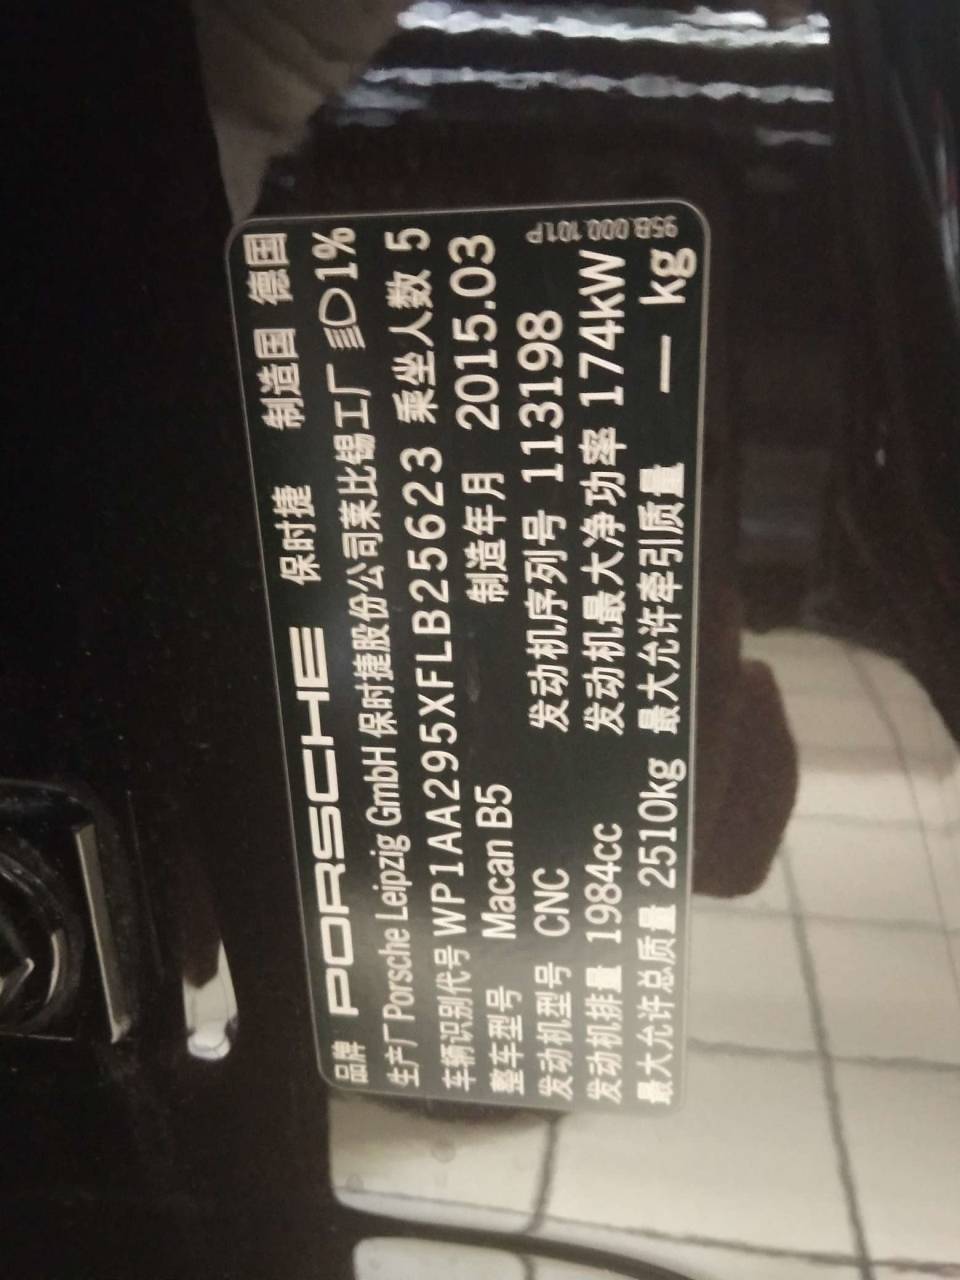 品牌 PORSCHE 保时捷 制造国 德国
生产厂 Porsche Leipzig GmbH 保时捷股份公司莱比锡工厂 1%
车辆识别代号 WP1AA295XFLB25623 乘坐人数 5
整车型号 Macan B5 制造年月 2015.03
发动机型号 CNC 发动机序列号 113198
发动机排量 1984cc 发动机最大净功率 174kW
最大允许总质量 2510kg 最大允许牵引质量 — kg
95B.000.101P